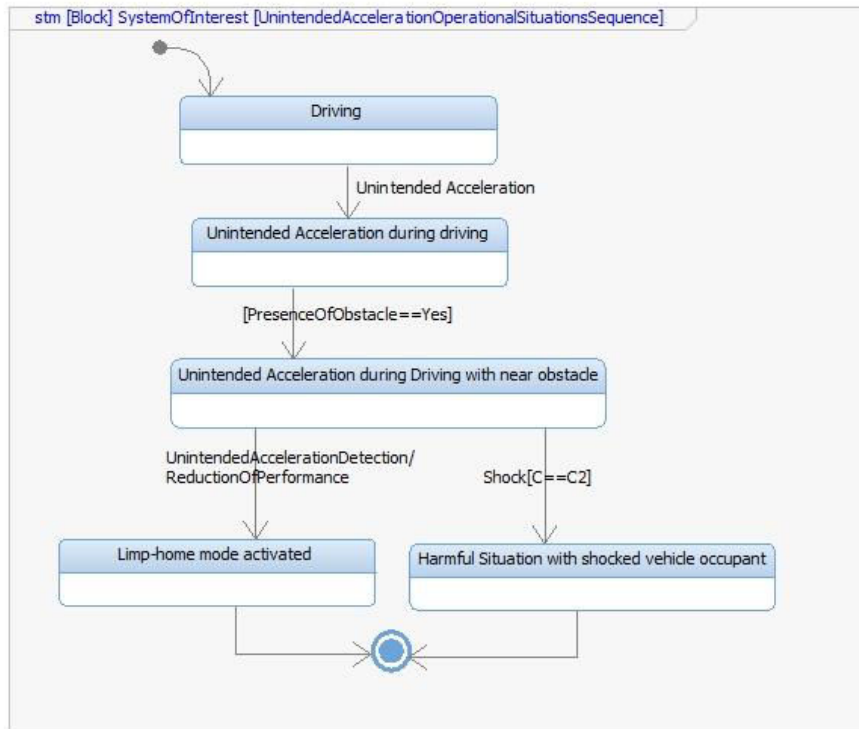 stm [Block] SystemOfInterest [UnintendedAccelerationOperationalSituationsSequence]
Driving
Unintended Acceleration
Unintended Acceleration during driving
[PresenceOfObstacle==Yes]
Unintended Acceleration during Driving with near obstacle
UnintendedAccelerationDetection/
ReductionOfPerformance
Shock[C==C2]
Limp-home mode activated
Harmful Situation with shocked vehicle occupant